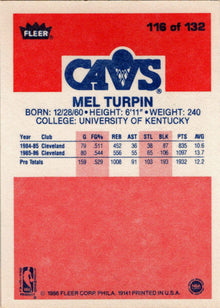 FLEER
116 of 132
CAVS
MEL TURPIN
BORN: 12/28/60 • HEIGHT: 6'11" • WEIGHT: 240
COLLEGE: UNIVERSITY OF KENTUCKY
Year Club G FG% REB AST STL BLK PTS AVG
1984-85 Cleveland 79 .511 452 36 38 87 835 10.6
1985-86 Cleveland 80 .544 556 55 65 106 1097 13.7
Pro Totals 159 .529 1008 91 103 193 1932 12.2
© 1986 FLEER CORP. PHILA. 19141 PRINTED IN U.S.A.